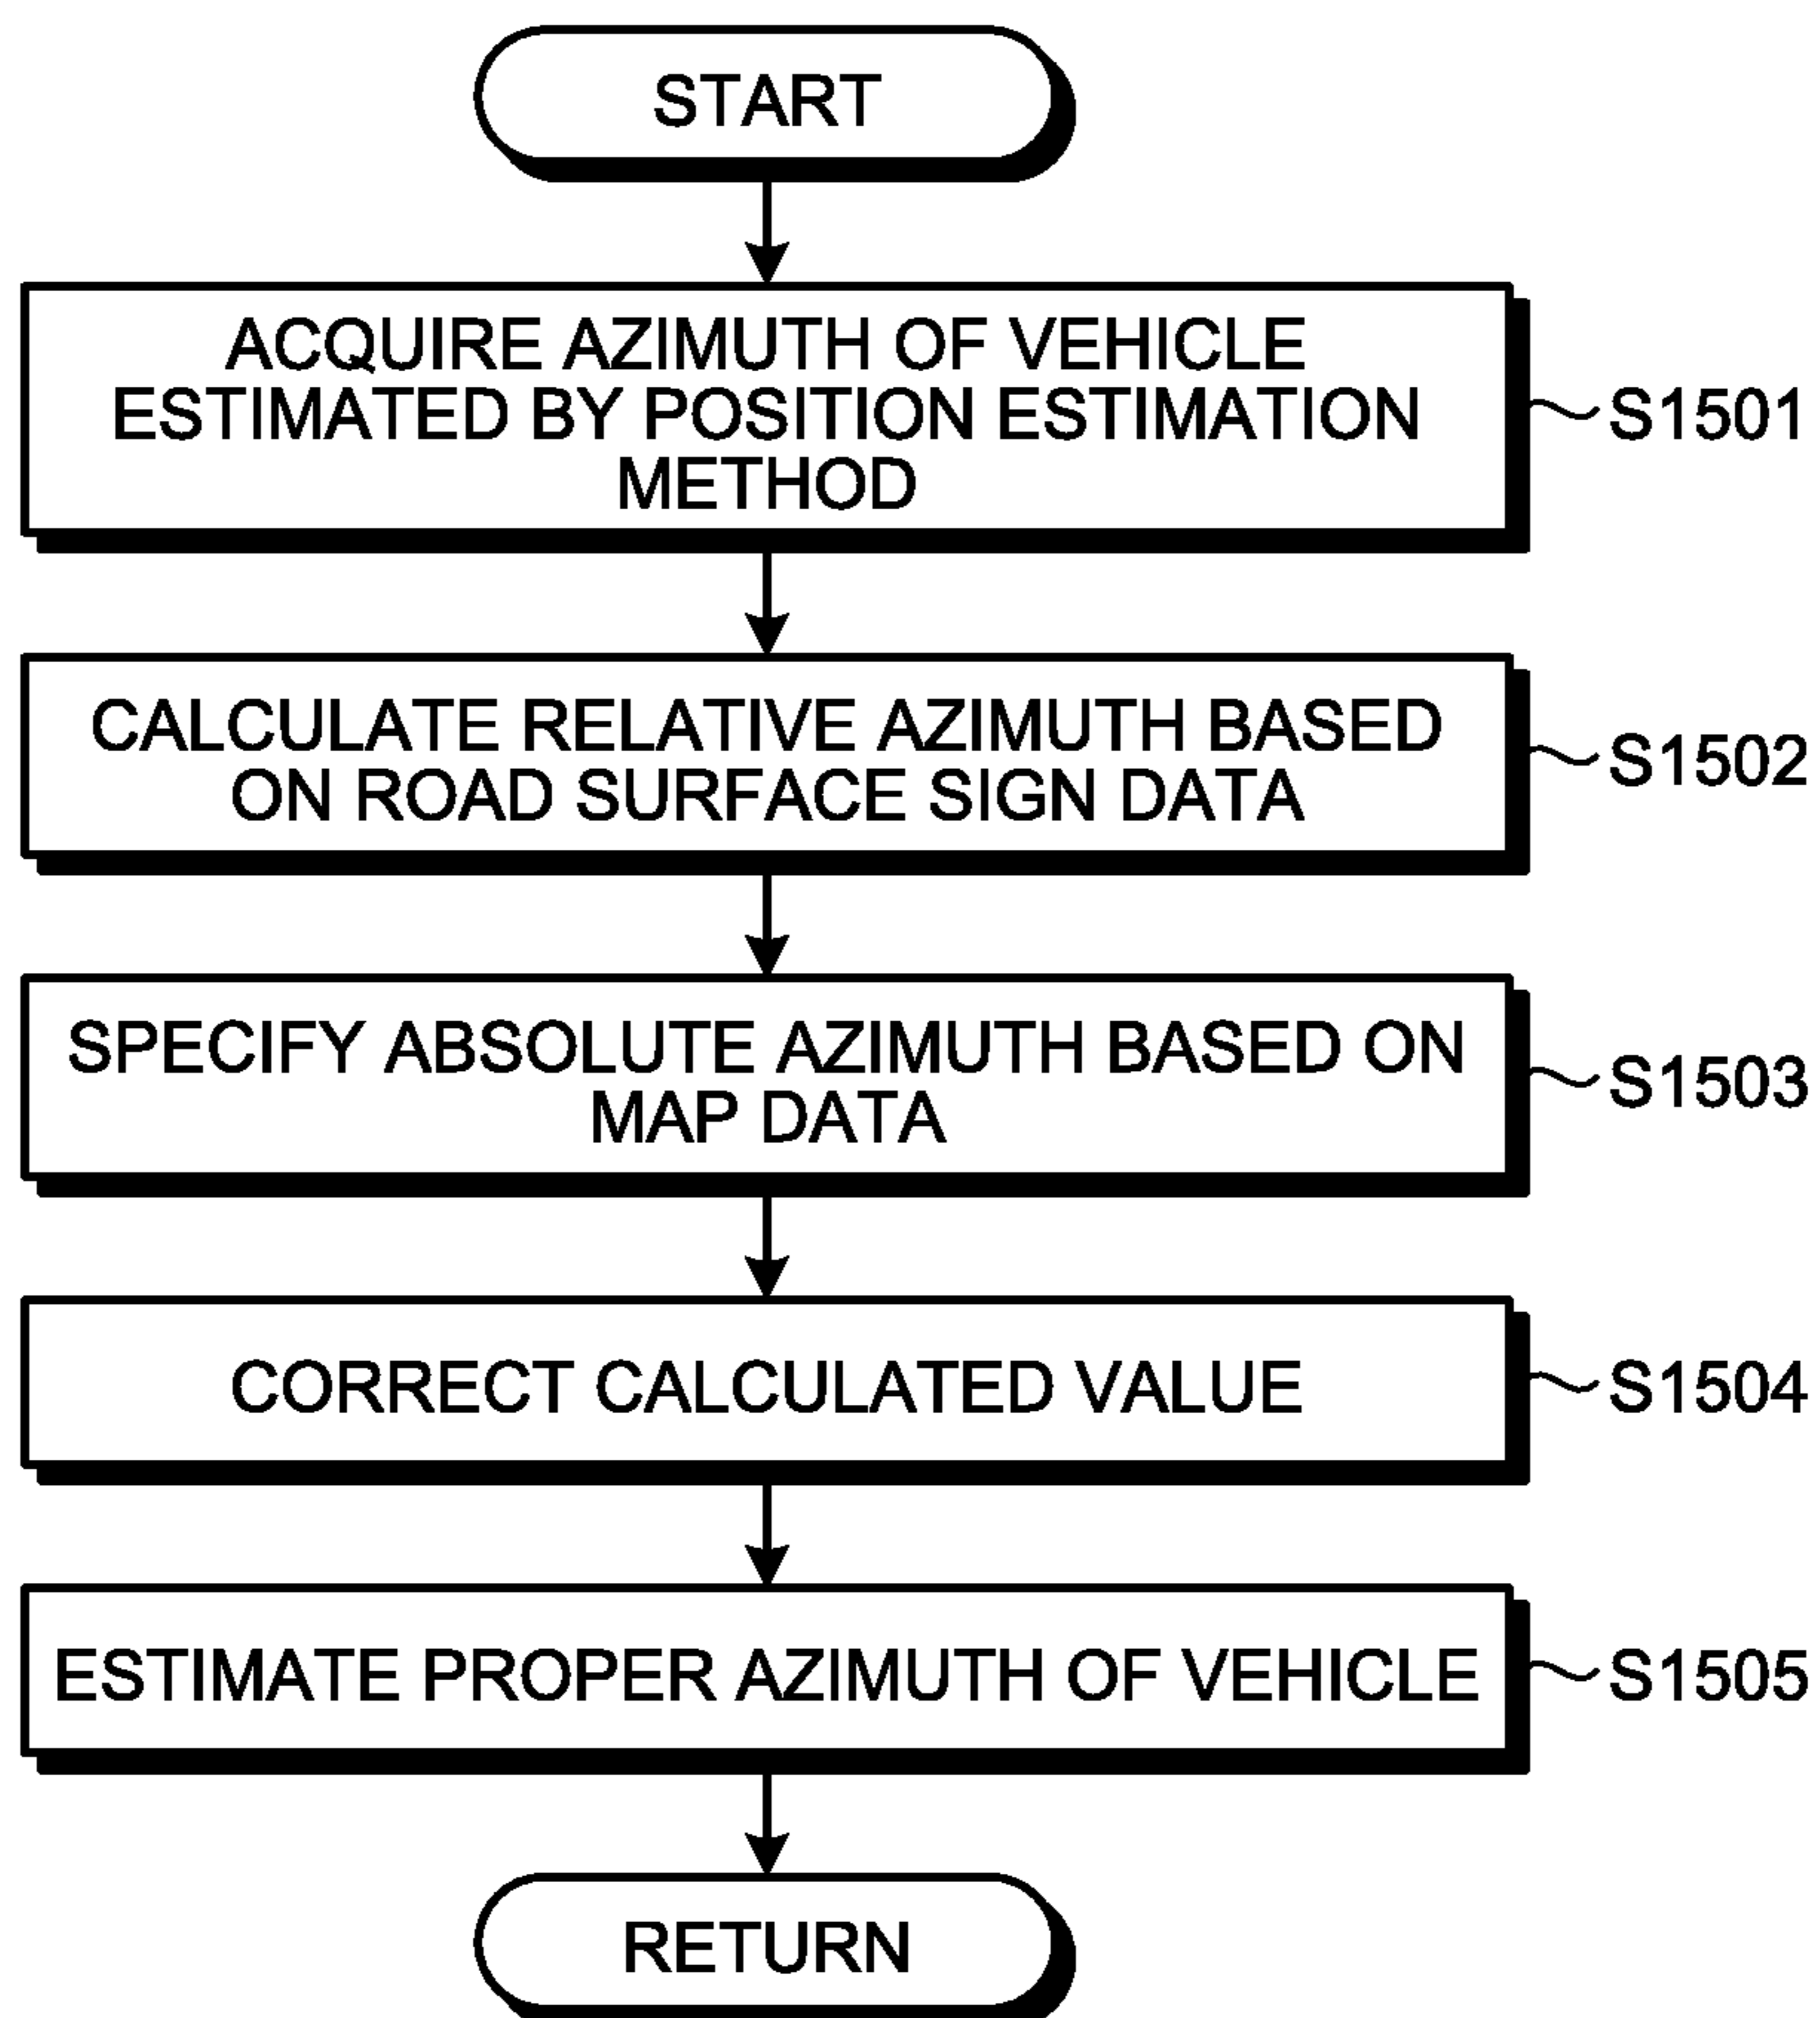 START
ACQUIRE AZIMUTH OF VEHICLE
ESTIMATED BY POSITION ESTIMATION
METHOD
S1501
CALCULATE RELATIVE AZIMUTH BASED
ON ROAD SURFACE SIGN DATA
S1502
SPECIFY ABSOLUTE AZIMUTH BASED ON
MAP DATA
S1503
CORRECT CALCULATED VALUE
S1504
ESTIMATE PROPER AZIMUTH OF VEHICLE
S1505
RETURN